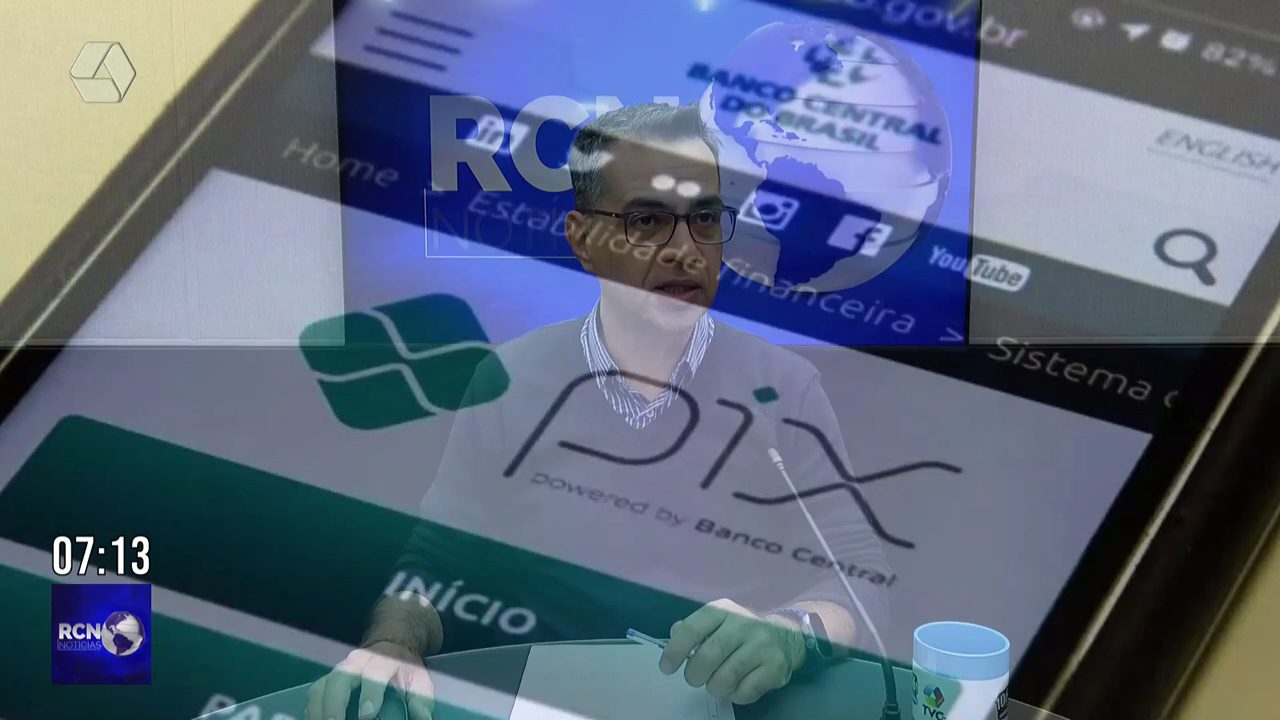 .gov.br
82%
BANCO CENTRAL
DO BRASIL
ENGLISH
RCN
in
Home
Estabilidade financeira >
Sistema
YouTube
pix
powered by Banco Central
07:13
INÍCIO
RCN
NOTÍCIAS
TVC